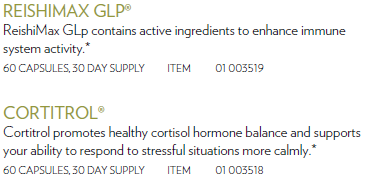 REISHIMAX GLP®
ReishiMax GLp contains active ingredients to enhance immune
system activity.*
60 CAPSULES, 30 DAY SUPPLY ITEM 01 003519
CORTITROL®
Cortitrol promotes healthy cortisol hormone balance and supports
your ability to respond to stressful situations more calmly.*
60 CAPSULES, 30 DAY SUPPLY ITEM 01 003518